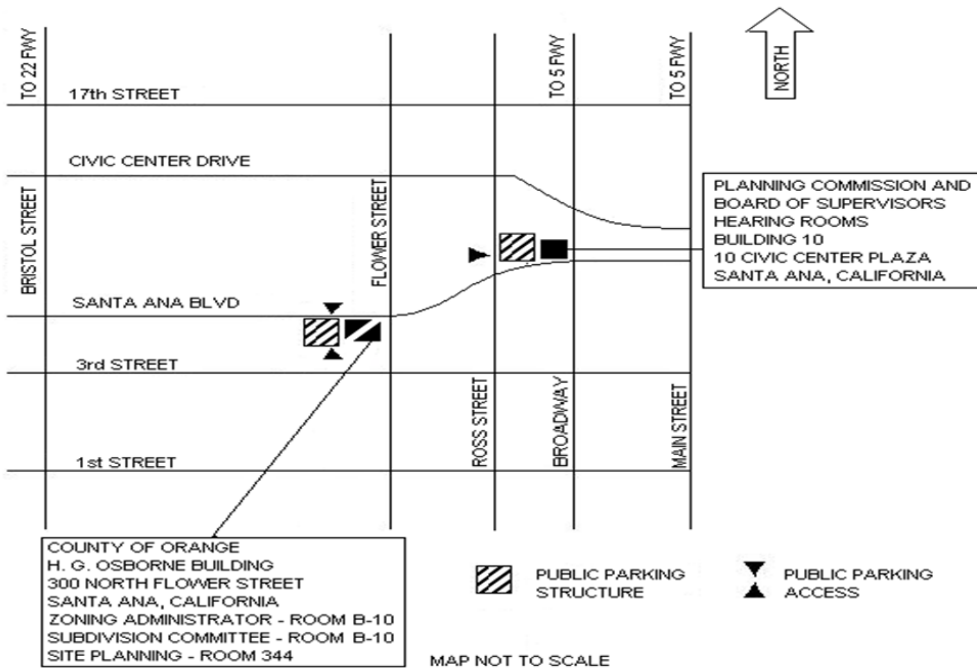 TO 22 FWY
TO 5 FWY
TO 5 FWY
NORTH
17th STREET
CIVIC CENTER DRIVE
BRISTOL STREET
FLOWER STREET
PLANNING COMMISSION AND
BOARD OF SUPERVISORS
HEARING ROOMS
BUILDING 10
10 CIVIC CENTER PLAZA
SANTA ANA, CALIFORNIA
SANTA ANA BLVD
3rd STREET
ROSS STREET
BROADWAY
MAIN STREET
1st STREET
COUNTY OF ORANGE
H. G. OSBORNE BUILDING
300 NORTH FLOWER STREET
SANTA ANA, CALIFORNIA
ZONING ADMINISTRATOR - ROOM B-10
SUBDIVISION COMMITTEE - ROOM B-10
SITE PLANNING - ROOM 344
PUBLIC PARKING
STRUCTURE
PUBLIC PARKING
ACCESS
MAP NOT TO SCALE